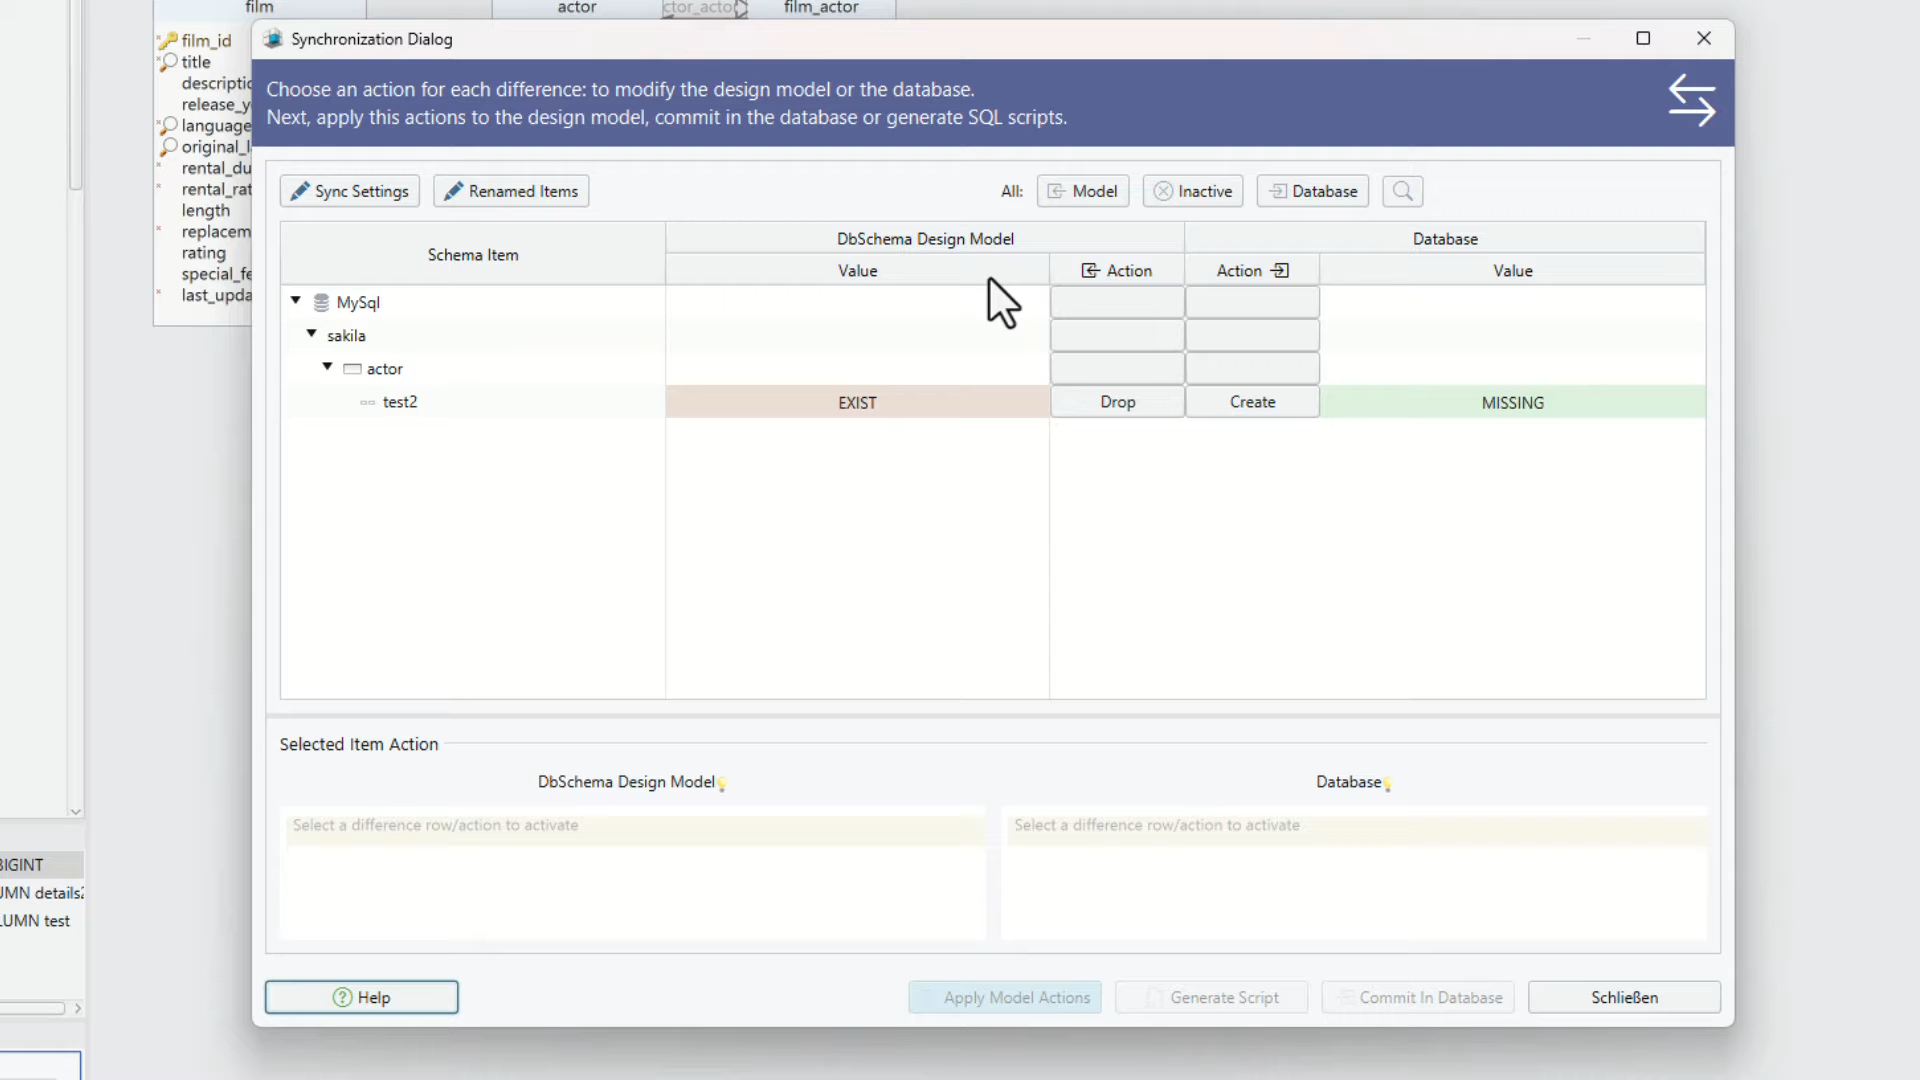 film
actor
film_actor
film_id
title
language
length
rating
Synchronization Dialog
Choose an action for each difference: to modify the design model or the database.
Next, apply this actions to the design model, commit in the database or generate SQL scripts.
Sync Settings
Renamed Items
All:
Model
Inactive
Database
Schema Item
DbSchema Design Model
Database
Value
Action
Action
Value
MySql
sakila
actor
test2
EXIST
Drop
Create
MISSING
Selected Item Action
DbSchema Design Model
Database
Select a difference row/action to activate
Select a difference row/action to activate
test
Help
Apply Model Actions
Generate Script
Commit In Database
Schließen